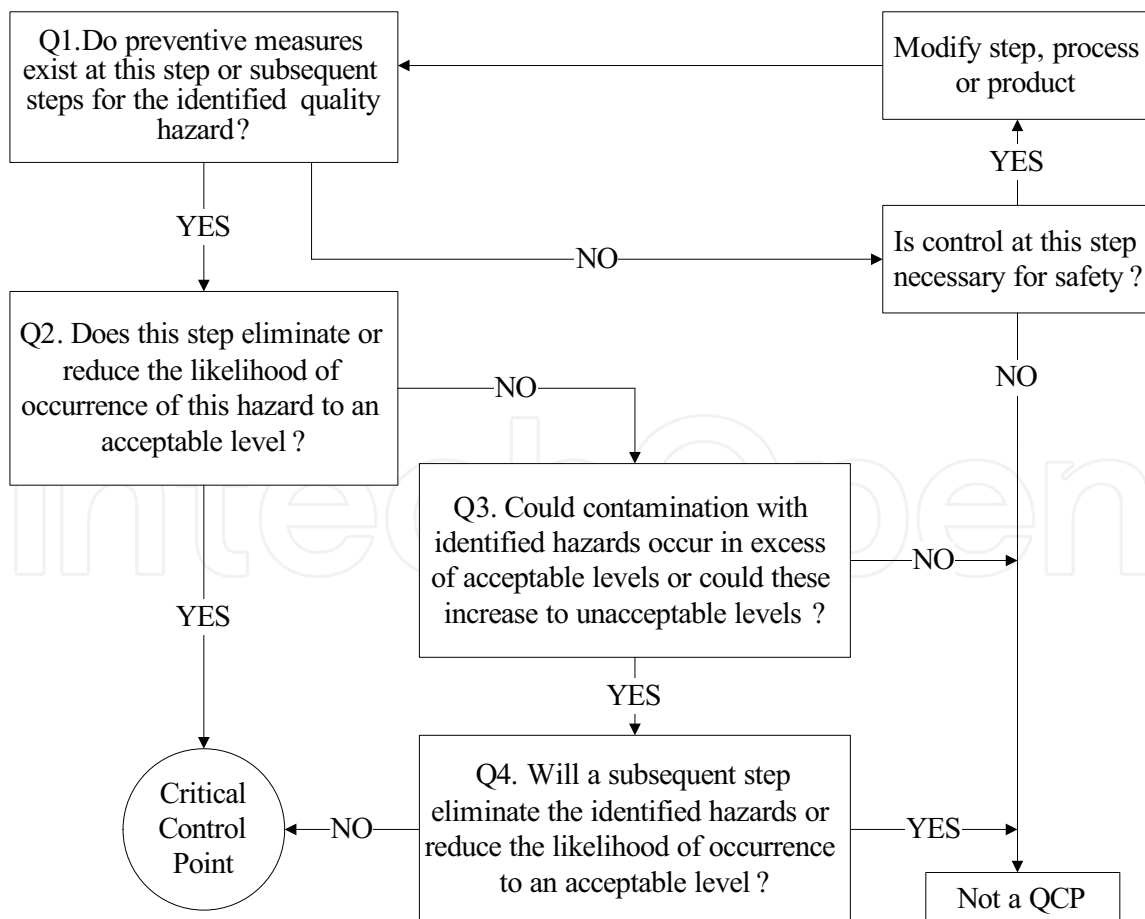 Q1.Do preventive measures
exist at this step or subsequent
steps for the identified quality
hazard?
Modify step, process
or product
YES
YES
NO
Is control at this step
necessary for safety?
Q2. Does this step eliminate or
reduce the likelihood of
occurrence of this hazard to an
acceptable level?
NO
NO
Q3. Could contamination with
identified hazards occur in excess
of acceptable levels or could these
increase to unacceptable levels ?
NO
YES
YES
Critical
Control
Point
NO
Q4. Will a subsequent step
eliminate the identified hazards or
reduce the likelihood of occurrence
to an acceptable level?
YES
Not a QCP
IntechOpen